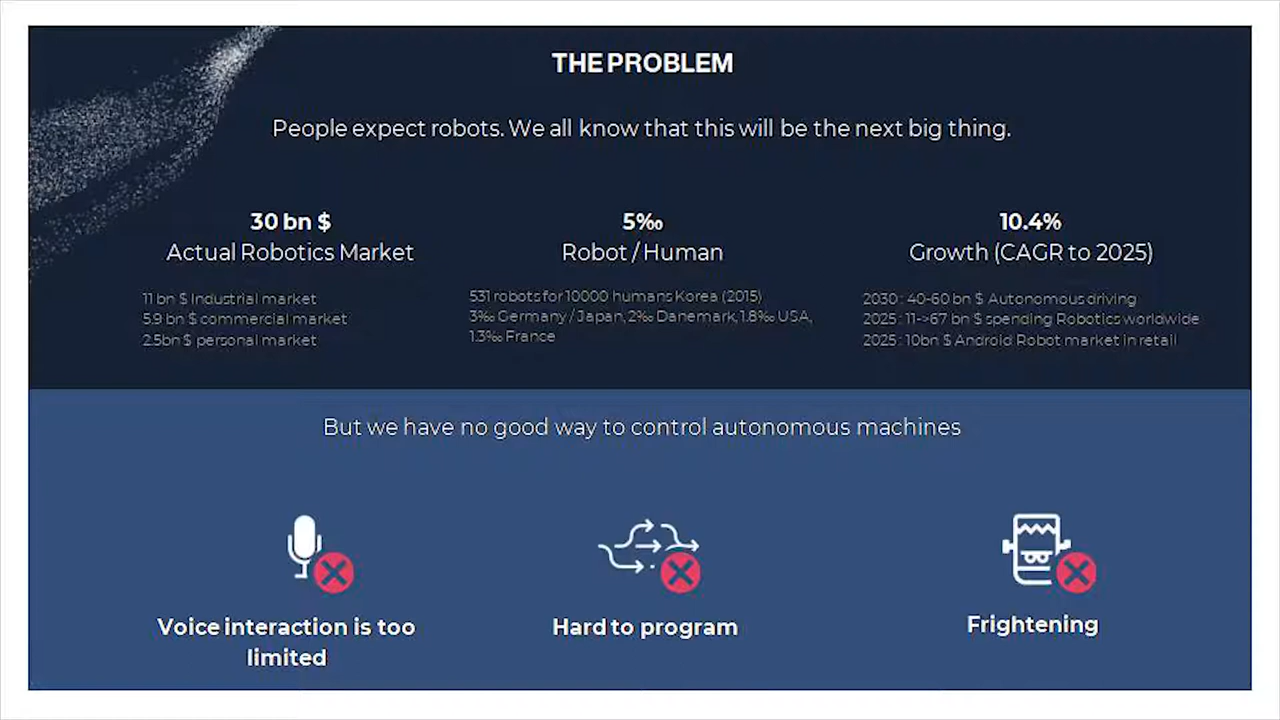 THE PROBLEM
People expect robots. We all know that this will be the next big thing.
30 bn $
Actual Robotics Market
11 bn $ Industrial market
5.9 bn $ commercial market
2.5bn $ personal market
5‰
Robot / Human
531 robots for 10000 humans Korea (2015)
3‰ Germany / Japan, 2‰ Danemark, 1.8‰ USA,
1.3‰ France
10.4%
Growth (CAGR to 2025)
2030 : 40-60 bn $ Autonomous driving
2025 : 11->67 bn $ spending Robotics worldwide
2025 : 10bn $ Android Robot market in retail
But we have no good way to control autonomous machines
Voice interaction is too
limited
Hard to program
Frightening